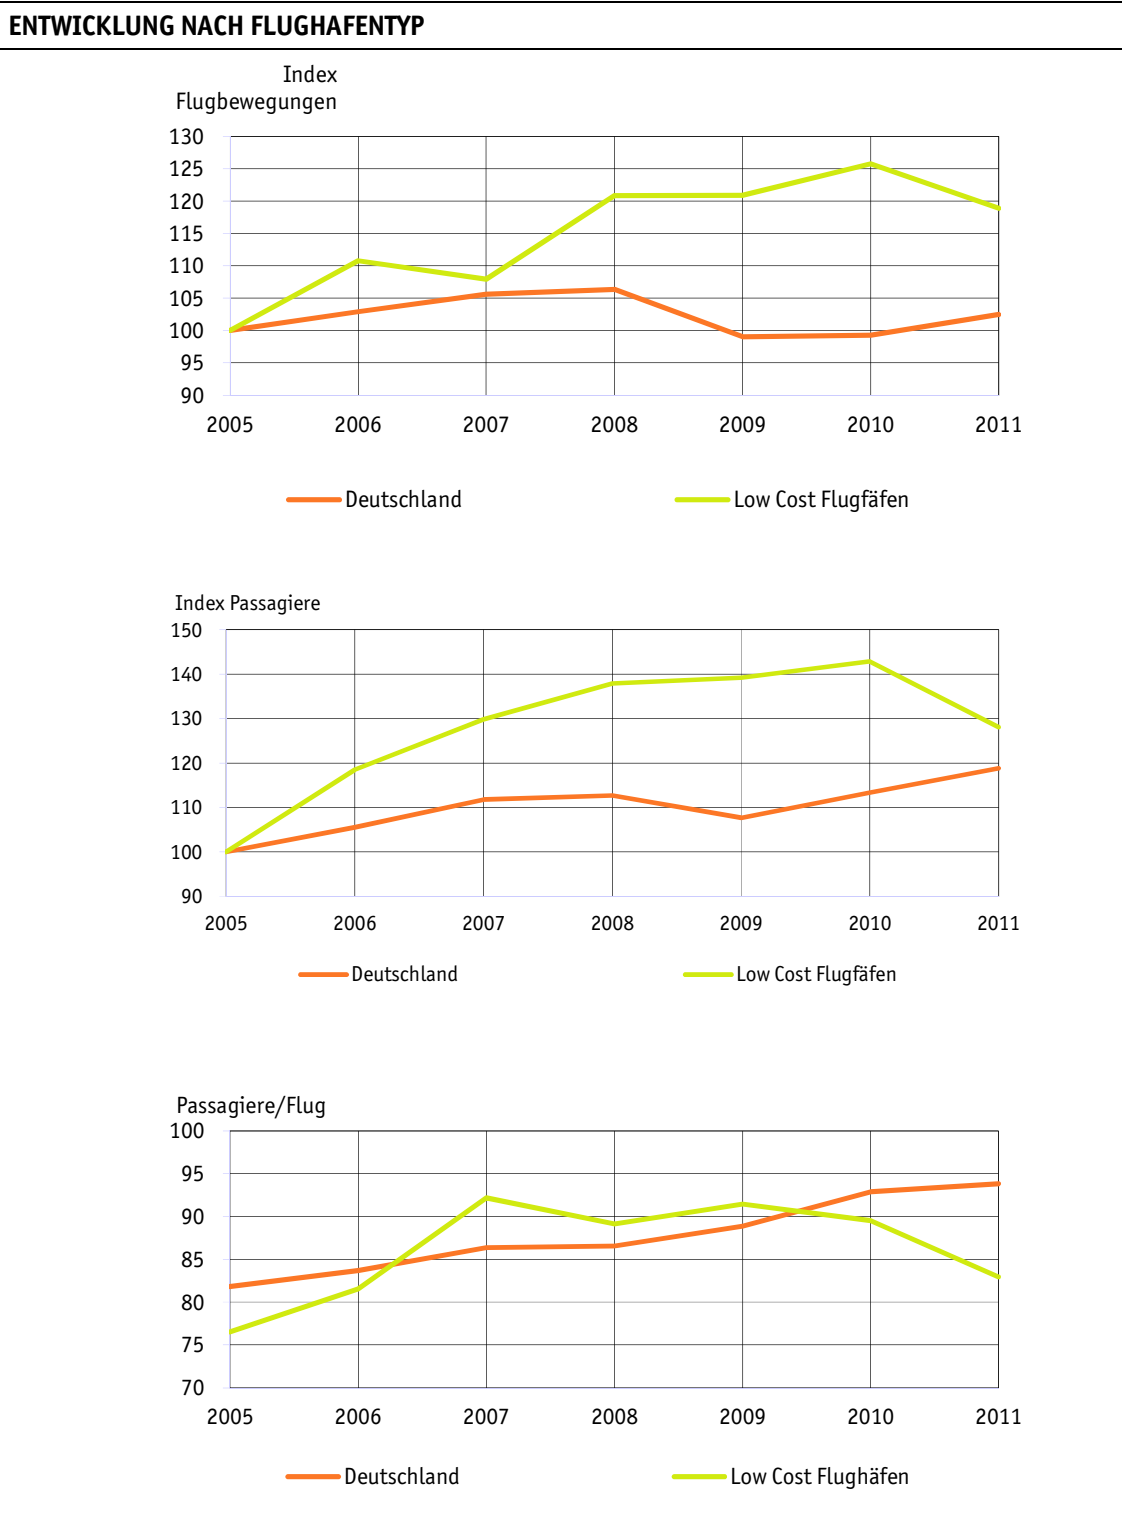 ENTWICKLUNG NACH FLUGHAFENTYP
Index
Flugbewegungen
130
125
120
115
110
105
100
95
90
2005 2006 2007 2008 2009 2010 2011
Deutschland Low Cost Flugfäfen
Index Passagiere
150
140
130
120
110
100
90
2005 2006 2007 2008 2009 2010 2011
Deutschland Low Cost Flugfäfen
Passagiere/Flug
100
95
90
85
80
75
70
2005 2006 2007 2008 2009 2010 2011
Deutschland Low Cost Flughäfen